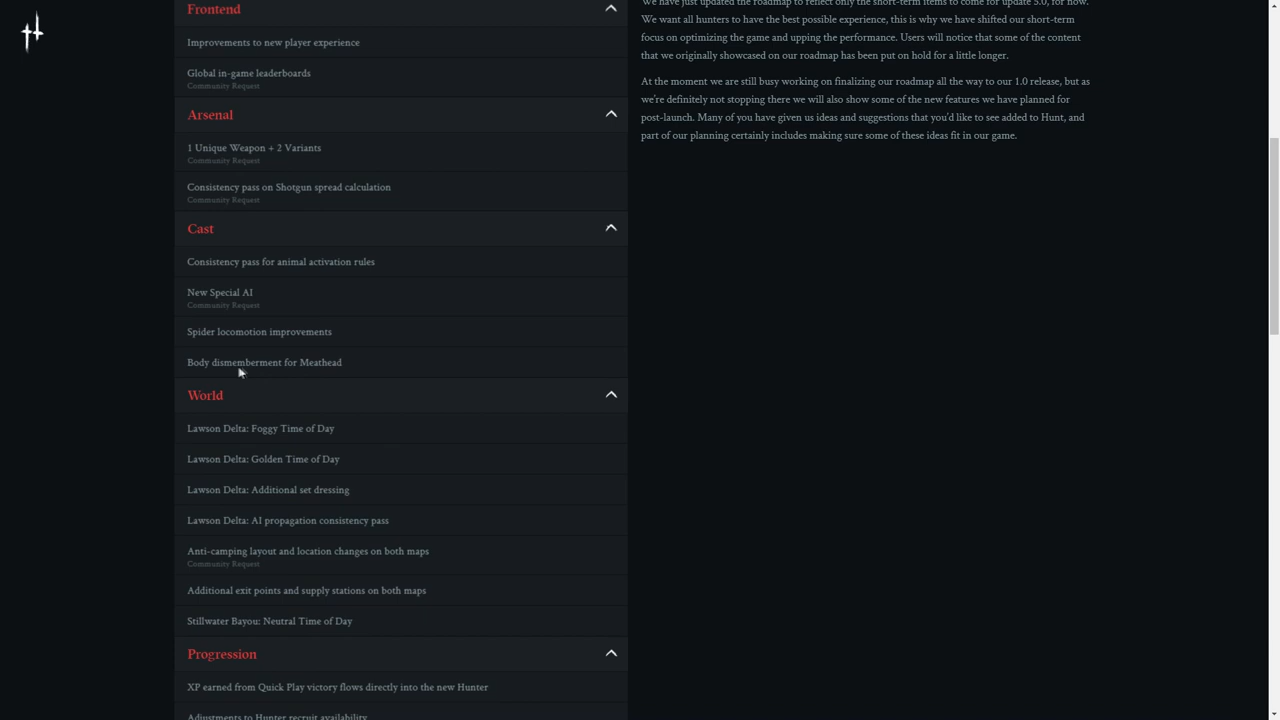 Frontend
Improvements to new player experience
Global in-game leaderboards
Community Request
Arsenal
1 Unique Weapon + 2 Variants
Community Request
Consistency pass on Shotgun spread calculation
Community Request
Cast
Consistency pass for animal activation rules
New Special AI
Community Request
Spider locomotion improvements
Body dismemberment for Meathead
World
Lawson Delta: Foggy Time of Day
Lawson Delta: Golden Time of Day
Lawson Delta: Additional set dressing
Lawson Delta: AI propagation consistency pass
Anti-camping layout and location changes on both maps
Community Request
Additional exit points and supply stations on both maps
Stillwater Bayou: Neutral Time of Day
Progression
XP earned from Quick Play victory flows directly into the new Hunter
Adjustments to Hunter recruit availability
We have just updated the roadmap to reflect only the short-term items to come for update 5.0, for now.
We want all hunters to have the best possible experience, this is why we have shifted our short-term
focus on optimizing the game and upping the performance. Users will notice that some of the content
that we originally showcased on our roadmap has been put on hold for a little longer.
At the moment we are still busy working on finalizing our roadmap all the way to our 1.0 release, but as
we're definitely not stopping there we will also show some of the new features we have planned for
post-launch. Many of you have given us ideas and suggestions that you'd like to see added to Hunt, and
part of our planning certainly includes making sure some of these ideas fit in our game.